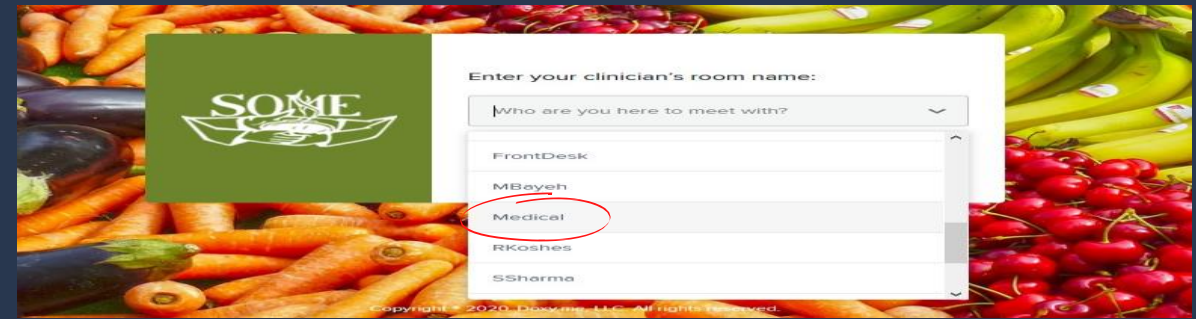 SOME
Enter your clinician's room name:
Who are you here to meet with?
FrontDesk
MBayeh
Medical
RKoshes
SSharma
Copyright © 2020, Doxy.me, LLC. All rights reserved.